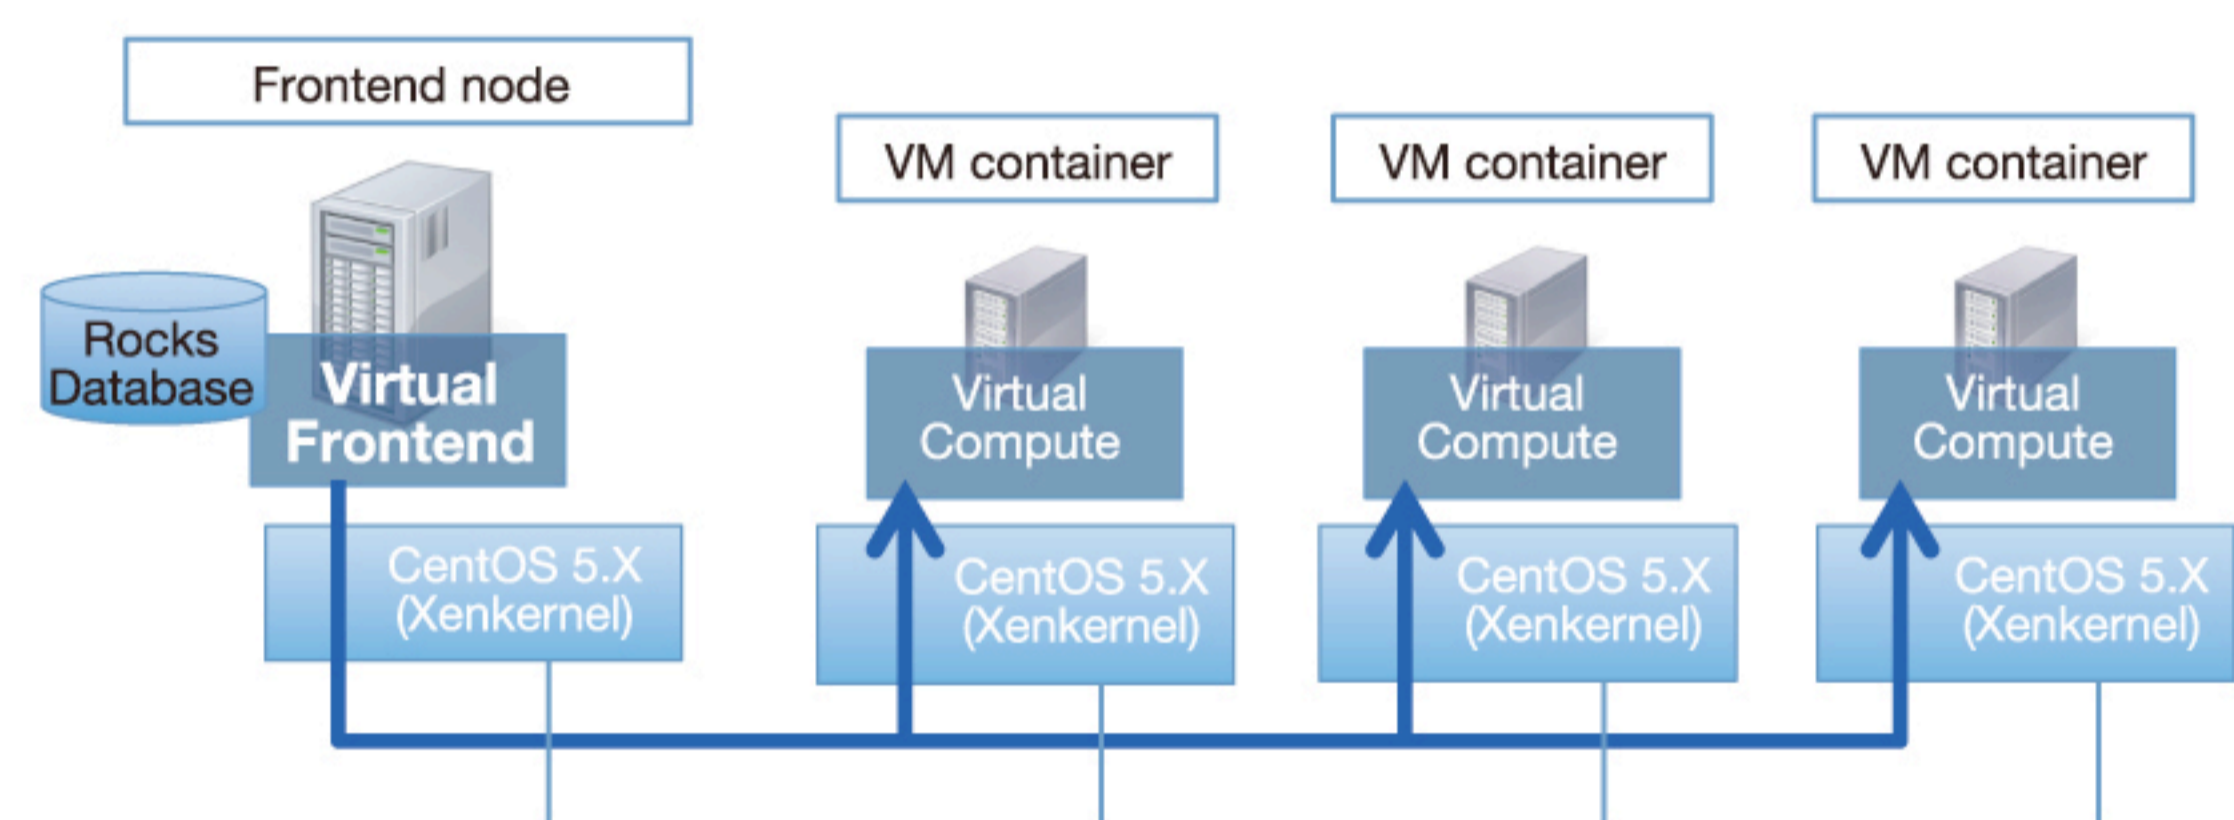 Frontend node
VM container
VM container
VM container
Rocks
Database
Virtual
Frontend
Virtual
Compute
Virtual
Compute
Virtual
Compute
CentOS 5.X
(Xenkernel)
CentOS 5.X
(Xenkernel)
CentOS 5.X
(Xenkernel)
CentOS 5.X
(Xenkernel)